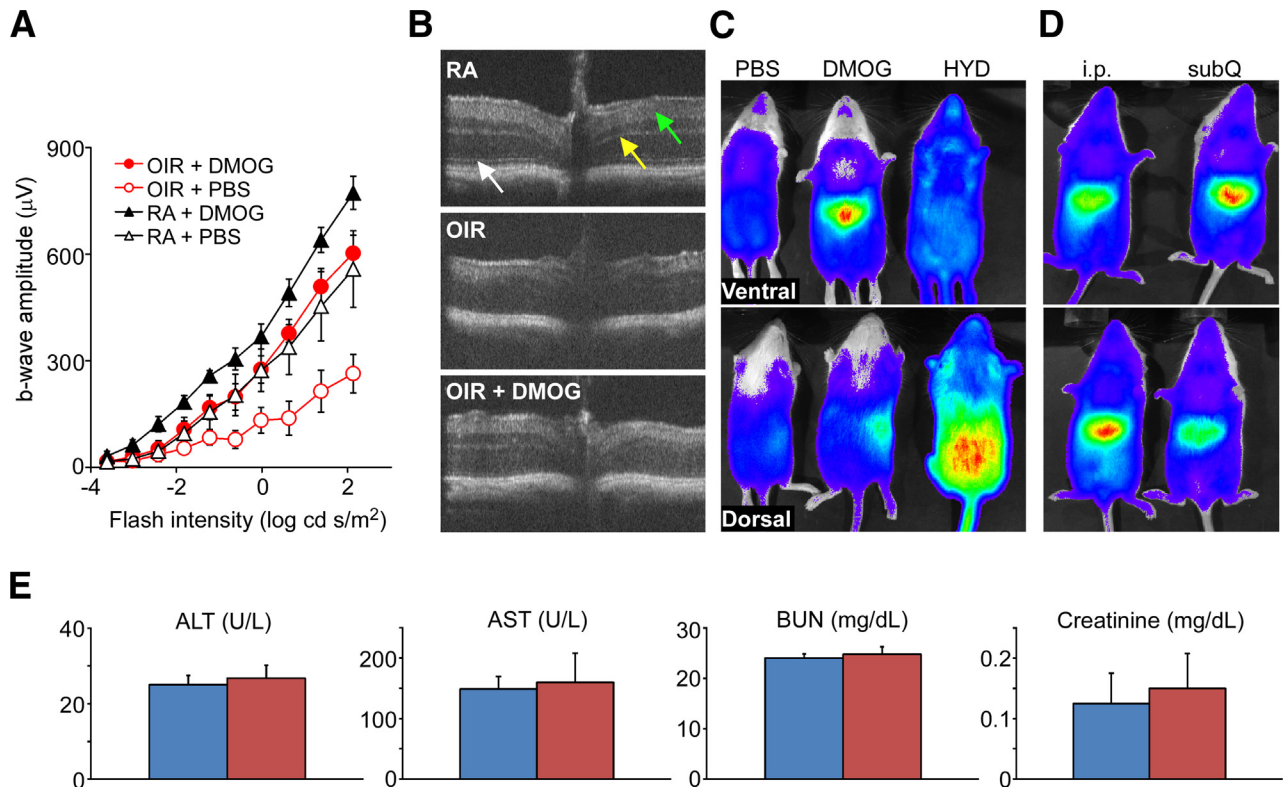 A
900
600
300
0
b-wave amplitude (μV)
OIR + DMOG
OIR + PBS
RA + DMOG
RA + PBS
-4
-2
0
2
Flash intensity (log cd s/m²)
B
RA
OIR
OIR + DMOG
C
PBS DMOG HYD
Ventral
Dorsal
D
i.p. subQ
E
ALT (U/L)
40
20
0
AST (U/L)
150
100
0
BUN (mg/dL)
30
20
0
Creatinine (mg/dL)
0.2
0.1
0